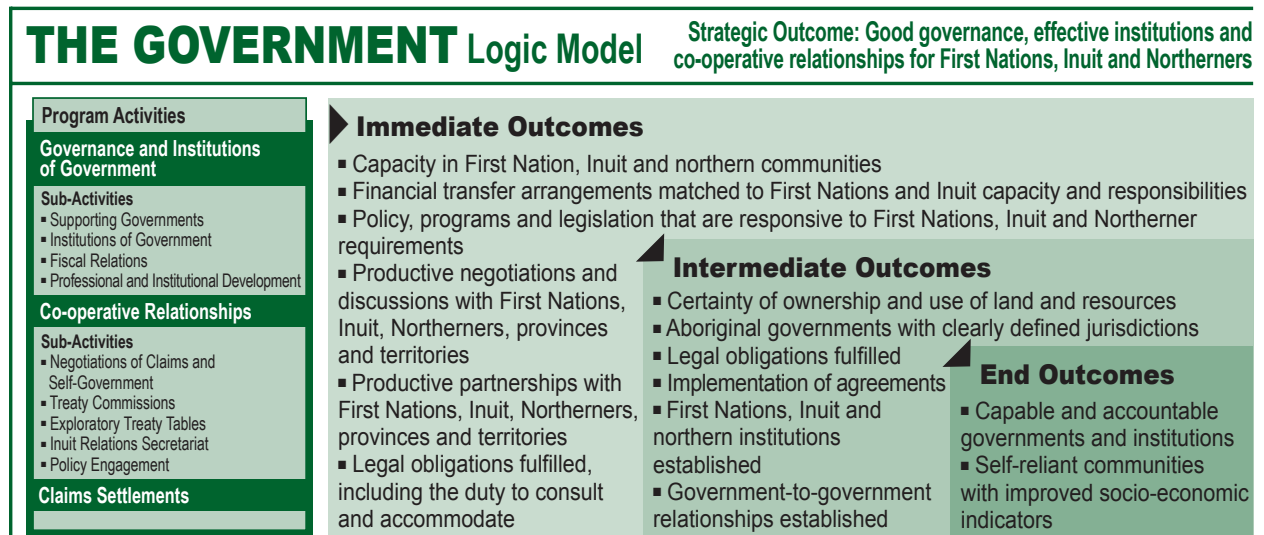 THE GOVERNMENT Logic Model
Strategic Outcome: Good governance, effective institutions and
co-operative relationships for First Nations, Inuit and Northerners
Program Activities
Governance and Institutions
of Government
Sub-Activities
▪ Supporting Governments
▪ Institutions of Government
▪ Fiscal Relations
▪ Professional and Institutional Development
Co-operative Relationships
Sub-Activities
▪ Negotiations of Claims and
Self-Government
▪ Treaty Commissions
▪ Exploratory Treaty Tables
▪ Inuit Relations Secretariat
▪ Policy Engagement
Claims Settlements
Immediate Outcomes
▪ Capacity in First Nation, Inuit and northern communities
▪ Financial transfer arrangements matched to First Nations and Inuit capacity and responsibilities
▪ Policy, programs and legislation that are responsive to First Nations, Inuit and Northerner
requirements
▪ Productive negotiations and
discussions with First Nations,
Inuit, Northerners, provinces
and territories
▪ Productive partnerships with
First Nations, Inuit, Northerners,
provinces and territories
▪ Legal obligations fulfilled,
including the duty to consult
and accommodate
Intermediate Outcomes
▪ Certainty of ownership and use of land and resources
▪ Aboriginal governments with clearly defined jurisdictions
▪ Legal obligations fulfilled
▪ Implementation of agreements
▪ First Nations, Inuit and
northern institutions
established
▪ Government-to-government
relationships established
End Outcomes
▪ Capable and accountable
governments and institutions
▪ Self-reliant communities
with improved socio-economic
indicators